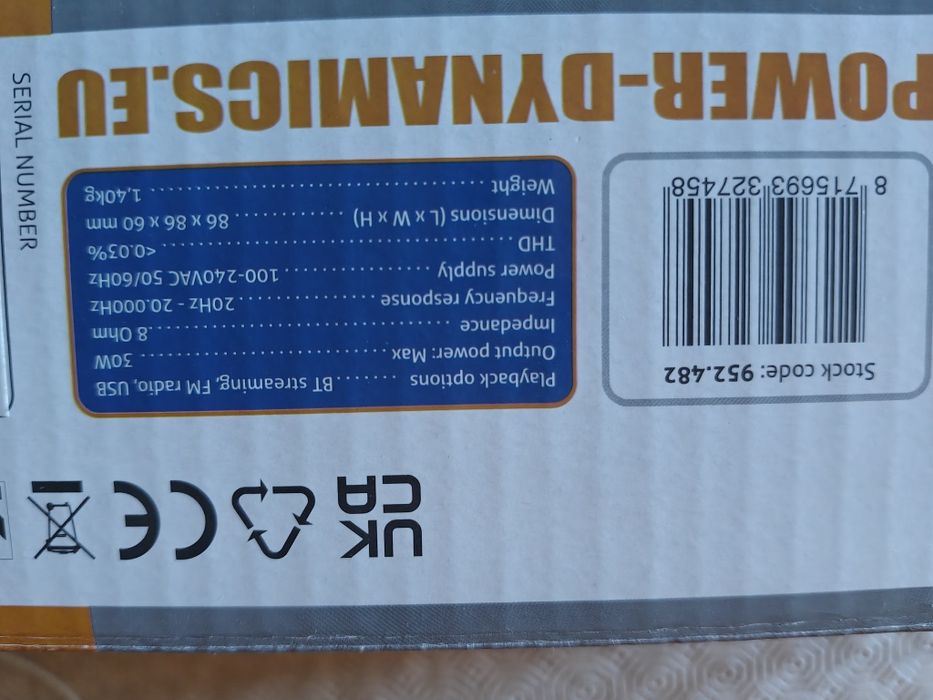 UK
CA
CE
Stock code: 952.482
8 715693 327458
Playback options ........ BT streaming, FM radio, USB
Output power: Max ........................ 30W
Impedance ........................ 8 Ohm
Frequency response ............ 20Hz - 20.000Hz
Power supply ............ 100-240VAC 50/60Hz
THD ........................ <0.03%
Dimensions (L x W x H) ............ 86 x 86 x 60 mm
Weight ........................ 1,40kg
POWER-DYNAMICS.EU
SERIAL NUMBER